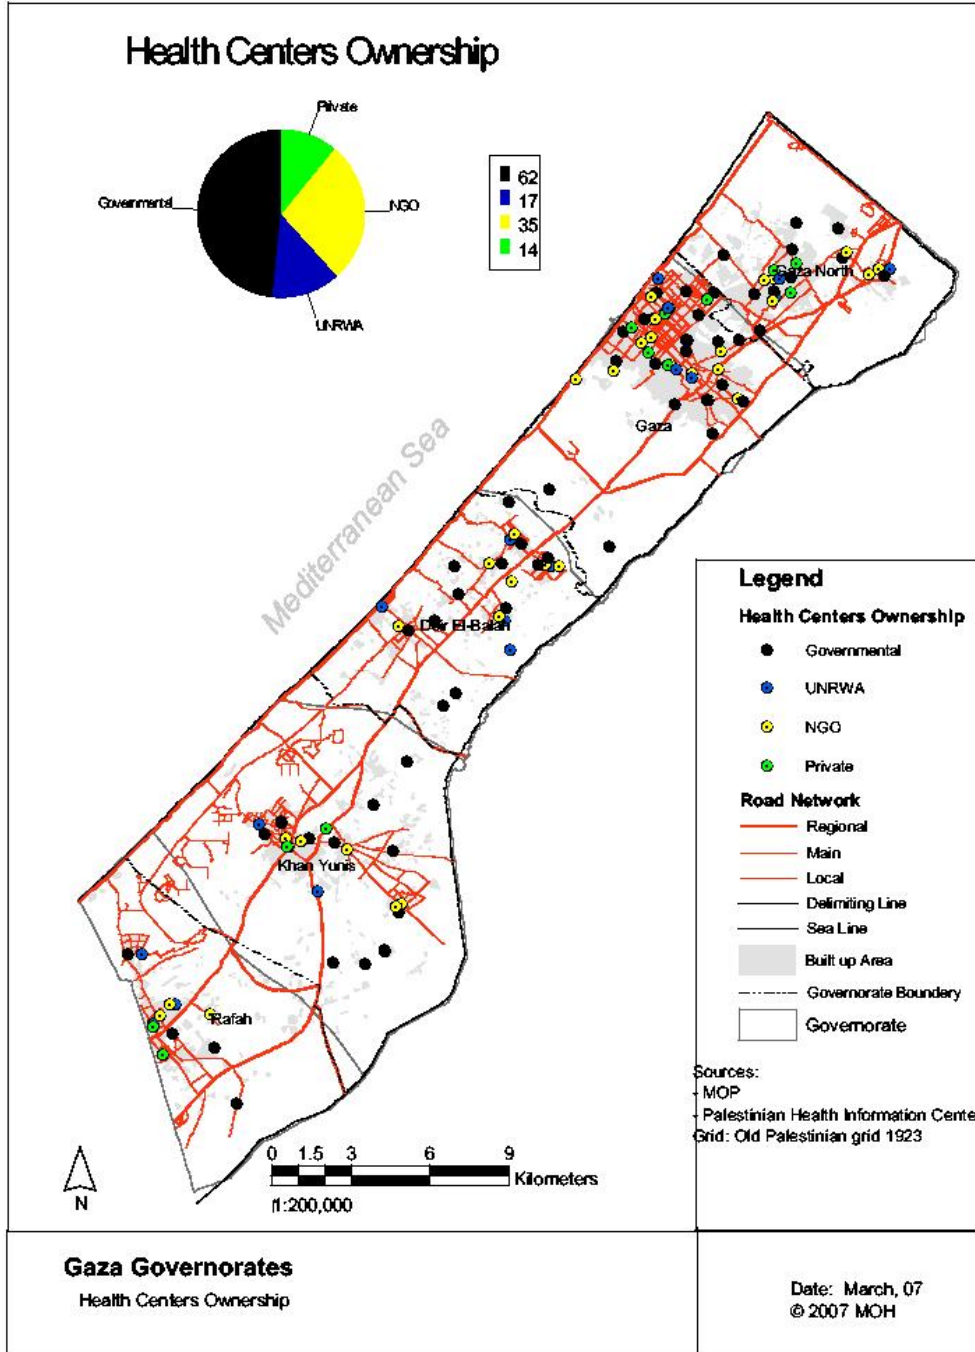 Health Centers Ownership
Private
Governmental
NGO
UNRWA
62
17
35
14
Gaza North
Gaza
Mediterranean Sea
Deir El-Balah
Khan Yunis
Rafah
Legend
Health Centers Ownership
Governmental
UNRWA
NGO
Private
Road Network
Regional
Main
Local
Delimiting Line
Sea Line
Built up Area
Governorate Boundary
Governorate
Sources:
- MOP
- Palestinian Health Information Cente
Grid: Old Palestinian grid 1923
N
0 1.5 3 6 9
Kilometers
1:200,000
Gaza Governorates
Health Centers Ownership
Date: March, 07
© 2007 MOH